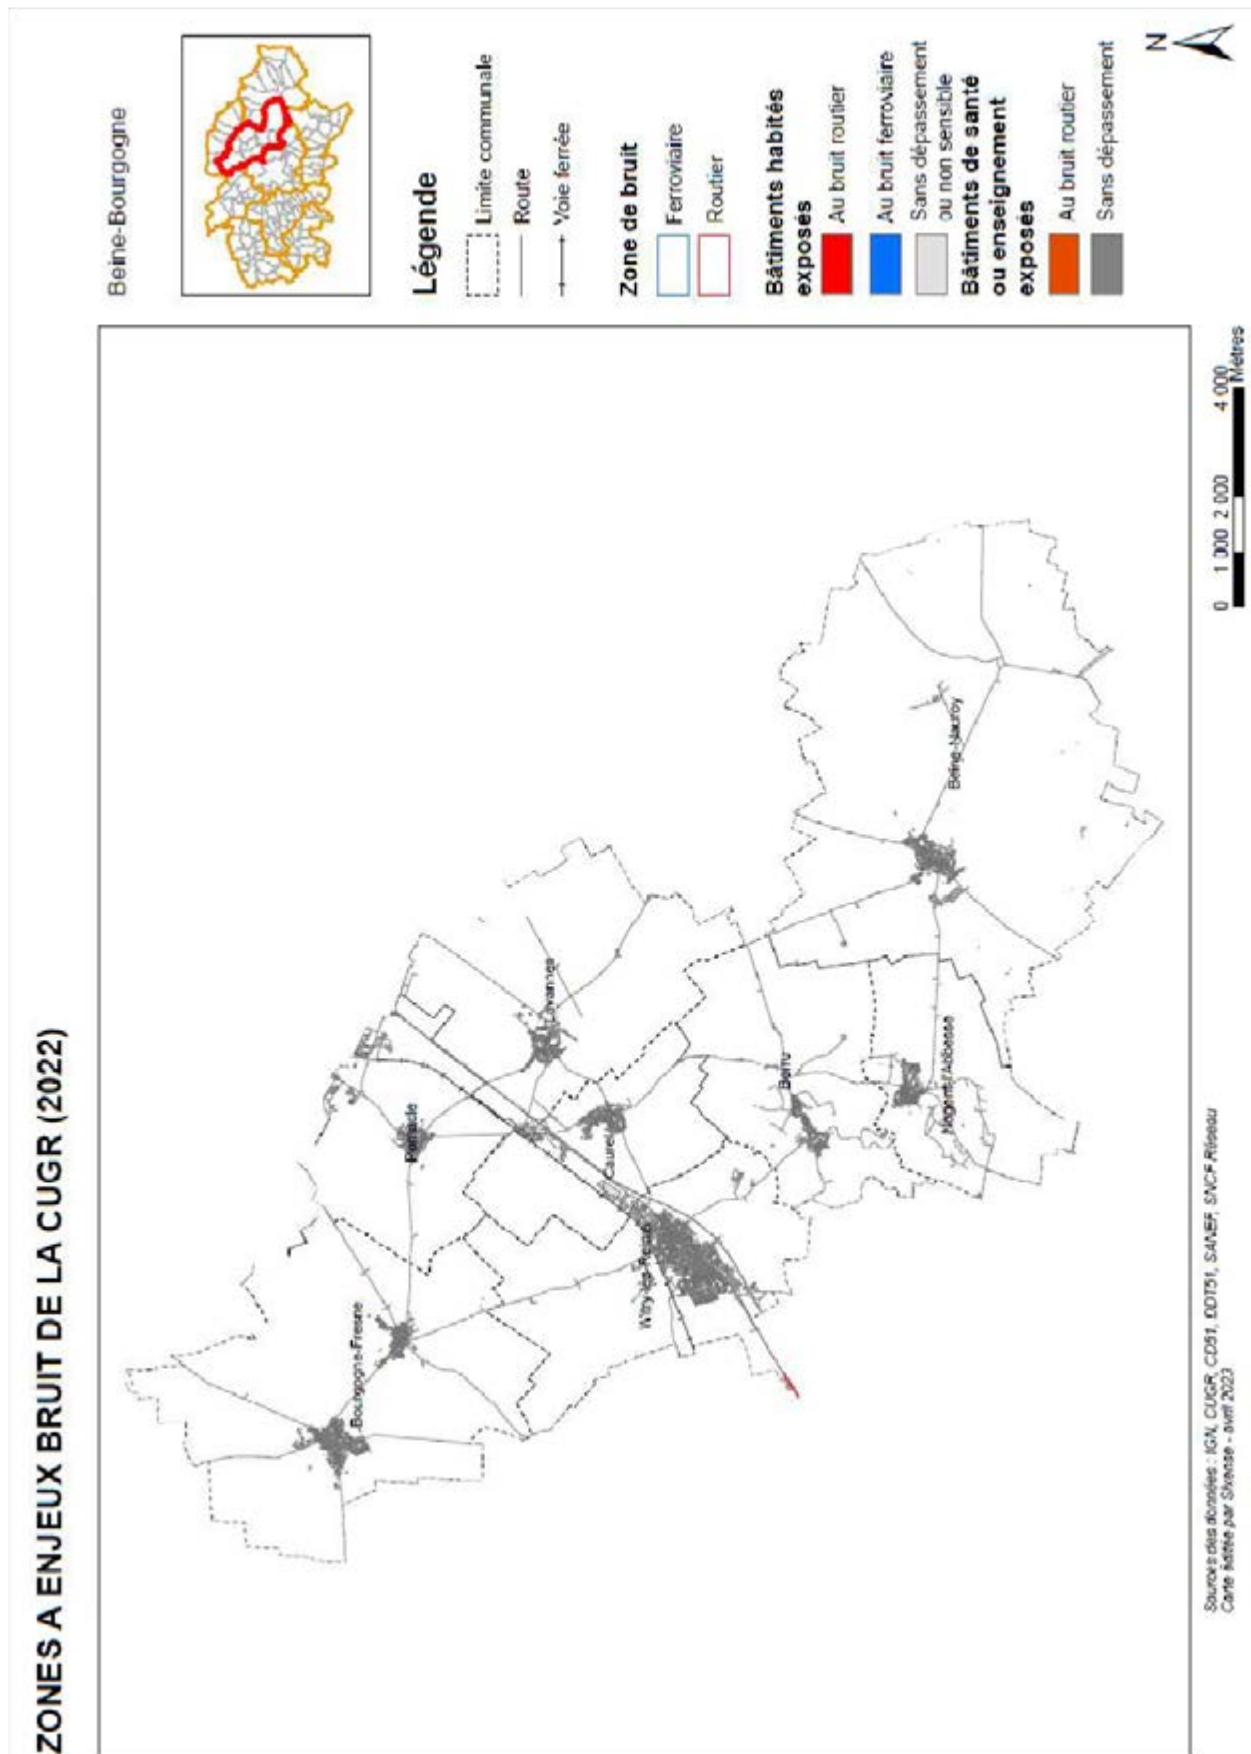 ZONES A ENJEUX BRUIT DE LA CUGR (2022)
Beine-Bourgogne
Légende
Limite communale
Route
Voie ferrée
Zone de bruit
Ferroviaire
Routier
Bâtiments habités
exposés
Au bruit routier
Au bruit ferroviaire
Sans dépassement
ou non sensible
Bâtiments de santé
ou enseignement
exposés
Au bruit routier
Sans dépassement
N
Bourgogne-Fresne
Pomacle
Lavannes
Caurel
Witry-lès-Reims
Berru
Nogent-l'Abbesse
Beine-Nauroy
0 1 000 2 000 4 000
Mètres
Sources des données : IGN, CUGR, CD51, DDT51, SANEF, SNCF Réseau
Carte éditée par Sixense - avril 2023